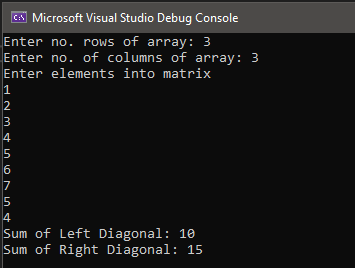 Microsoft Visual Studio Debug Console
Enter no. rows of array: 3
Enter no. of columns of array: 3
Enter elements into matrix
1
2
3
4
5
6
7
5
4
Sum of Left Diagonal: 10
Sum of Right Diagonal: 15